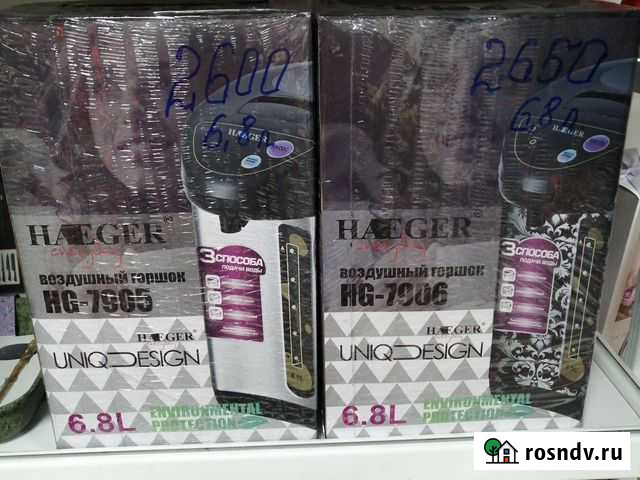 2600
6,8л
HAEGER
HAEGER
everyday
воздушный горшок
HG-7905
3 СПОСОБА
ПОДАЧИ ВОДЫ
HAEGER
UNIQDESIGN
6.8L
ENVIRONMENTAL
PROTECTION
2650
6,8л
HAEGER
HAEGER
everyday
воздушный горшок
HG-7906
3 СПОСОБА
ПОДАЧИ ВОДЫ
HAEGER
UNIQDESIGN
6.8L
ENVIRONMENTAL
PROTECTION
rosndv.ru